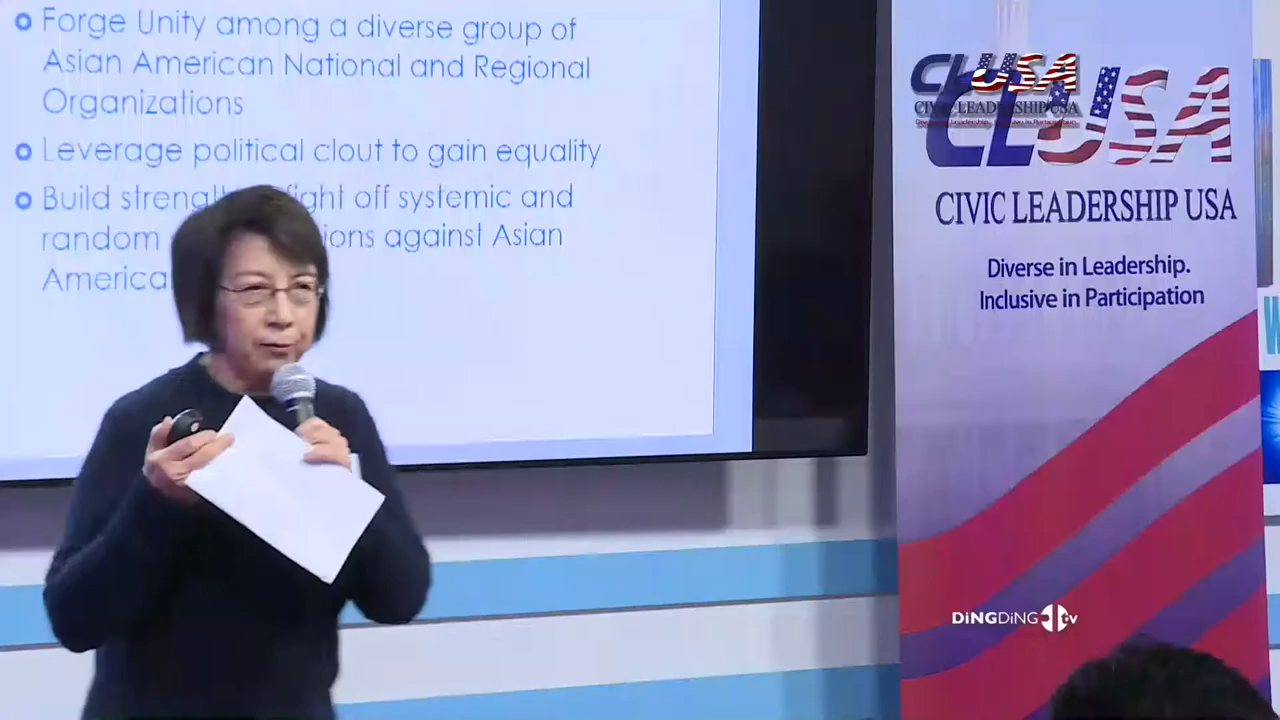 Forge Unity among a diverse group of
Asian American National and Regional
Organizations
Leverage political clout to gain equality
Build fight off systemic and
random against Asian
CLUSA
CIVIC LEADERSHIP USA
CLUSA
CIVIC LEADERSHIP USA
Diverse in Leadership.
Inclusive in Participation
DiNGDiNG tv